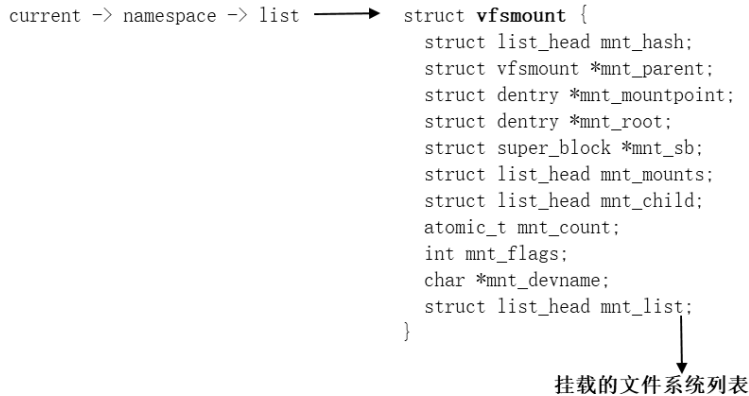 current -> namespace -> list
struct vfsmount {
struct list_head mnt_hash;
struct vfsmount *mnt_parent;
struct dentry *mnt_mountpoint;
struct dentry *mnt_root;
struct super_block *mnt_sb;
struct list_head mnt_mounts;
struct list_head mnt_child;
atomic_t mnt_count;
int mnt_flags;
char *mnt_devname;
struct list_head mnt_list;
}
挂载的文件系统列表